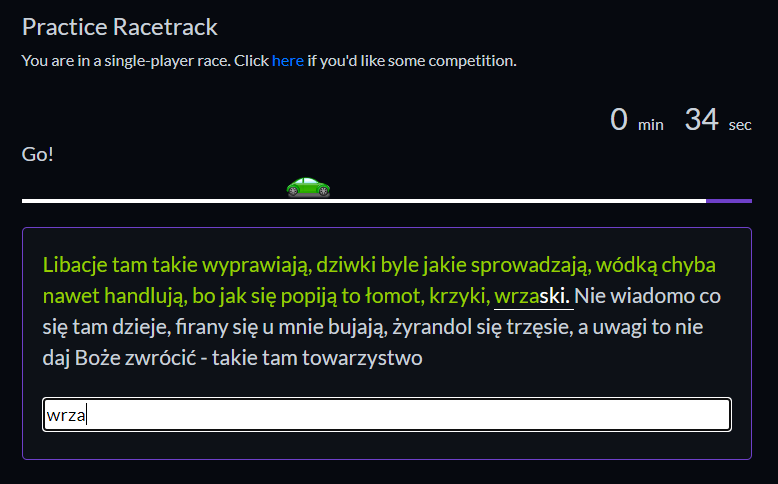 Practice Racetrack
You are in a single-player race. Click here if you'd like some competition.
0 min 34 sec
Go!
Libacje tam takie wyprawiają, dziwki byle jakie sprowadzają, wódką chyba
nawet handlują, bo jak się popiją to łomot, krzyki, wrzaski. Nie wiadomo co
się tam dzieje, firany się u mnie bujają, żyrandol się trzęsie, a uwagi to nie
daj Boże zwrócić - takie tam towarzystwo
wrza